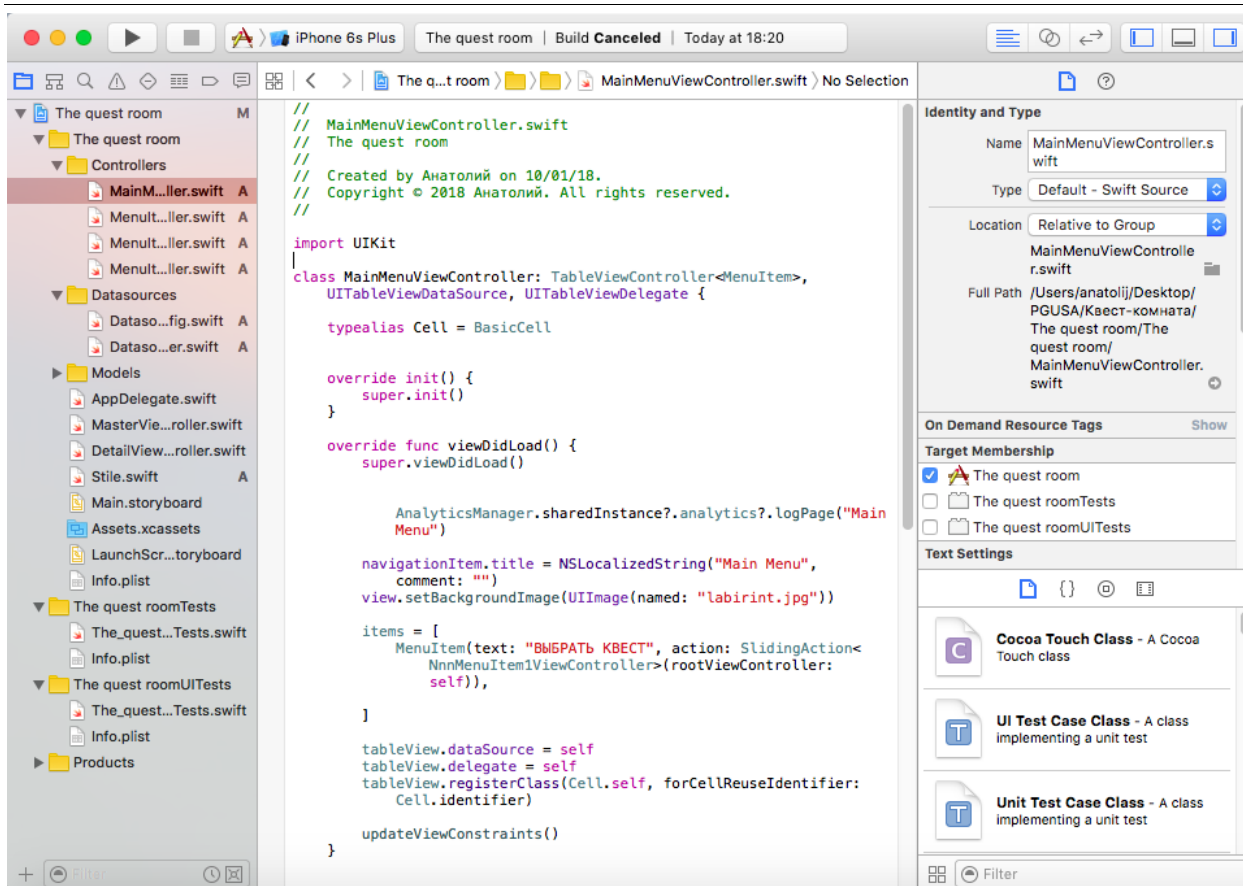 iPhone 6s Plus
The quest room | Build Canceled | Today at 18:20
The q...t room
MainMenuViewController.swift
No Selection
The quest room M
The quest room
Controllers
MainM...ller.swift A
MenuIt...ller.swift A
MenuIt...ller.swift A
MenuIt...ller.swift A
Datasources
Dataso...fig.swift A
Dataso...er.swift A
Models
AppDelegate.swift
MasterVie...roller.swift
DetailView...roller.swift
Stile.swift A
Main.storyboard
Assets.xcassets
LaunchScr...toryboard
Info.plist
The quest roomTests
The_quest...Tests.swift
Info.plist
The quest roomUITests
The_quest...Tests.swift
Info.plist
Products
Filter
//
// MainMenuViewController.swift
// The quest room
//
// Created by Анатолий on 10/01/18.
// Copyright © 2018 Анатолий. All rights reserved.
//
import UIKit
class MainMenuViewController: TableViewController<MenuItem>,
UITableViewDataSource, UITableViewDelegate {
typealias Cell = BasicCell
override init() {
super.init()
}
override func viewDidLoad() {
super.viewDidLoad()
AnalyticsManager.sharedInstance?.analytics?.logPage("Main
Menu")
navigationItem.title = NSLocalizedString("Main Menu",
comment: "")
view.setBackgroundImage(UIImage(named: "labirint.jpg"))
items = [
MenuItem(text: "ВЫБРАТЬ КВЕСТ", action: SlidingAction<
NnnMenuItem1ViewController>(rootViewController:
self)),
]
tableView.dataSource = self
tableView.delegate = self
tableView.registerClass(Cell.self, forCellReuseIdentifier:
Cell.identifier)
updateViewConstraints()
}
Identity and Type
Name MainMenuViewController.s
wift
Type Default - Swift Source
Location Relative to Group
MainMenuViewControlle
r.swift
Full Path /Users/anatolij/Desktop/
PGUSA/Квест-комната/
The quest room/The
quest room/
MainMenuViewController.
swift
On Demand Resource Tags Show
Target Membership
The quest room
The quest roomTests
The quest roomUITests
Text Settings
{}
C
Cocoa Touch Class - A Cocoa
Touch class
T
UI Test Case Class - A class
implementing a unit test
T
Unit Test Case Class - A class
implementing a unit test
Filter